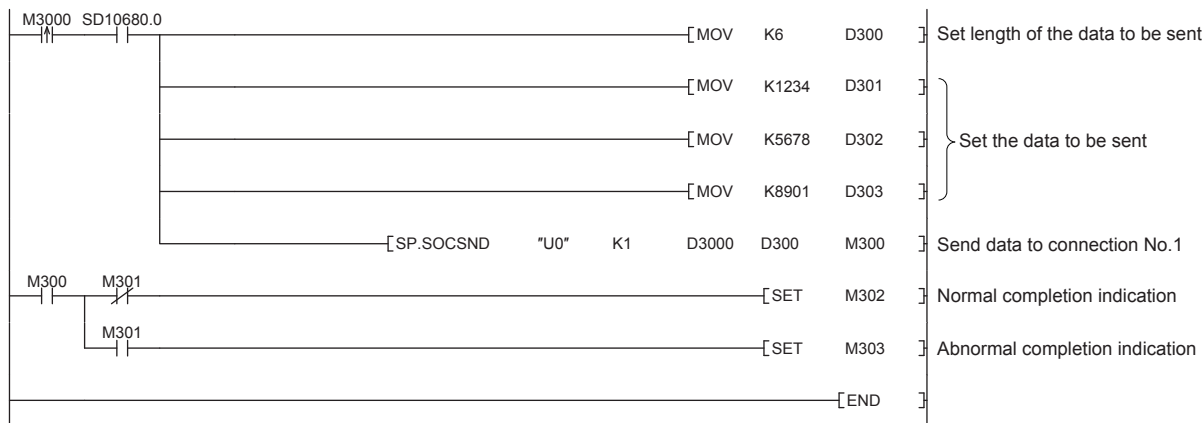 M3000 SD10680.0
[MOV K6 D300 ] Set length of the data to be sent
[MOV K1234 D301 ]
[MOV K5678 D302 ] Set the data to be sent
[MOV K8901 D303 ]
[SP.SOCSND "U0" K1 D3000 D300 M300 ] Send data to connection No.1
M300 M301
[SET M302 ] Normal completion indication
M301
[SET M303 ] Abnormal completion indication
[END ]